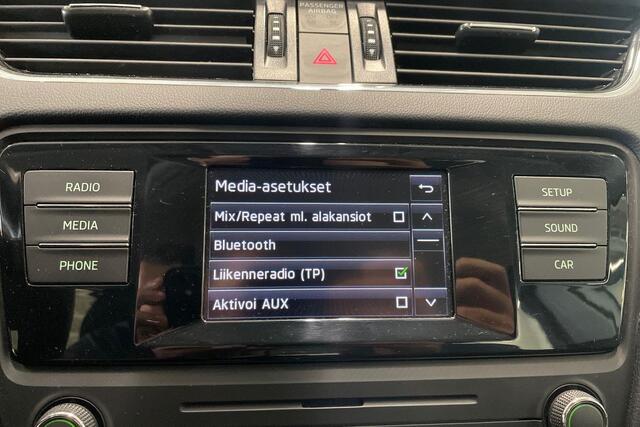 PASSENGER
AIRBAG
RADIO
MEDIA
PHONE
Media-asetukset
Mix/Repeat ml. alakansiot
Bluetooth
Liikenneradio (TP)
Aktivoi AUX
SETUP
SOUND
CAR